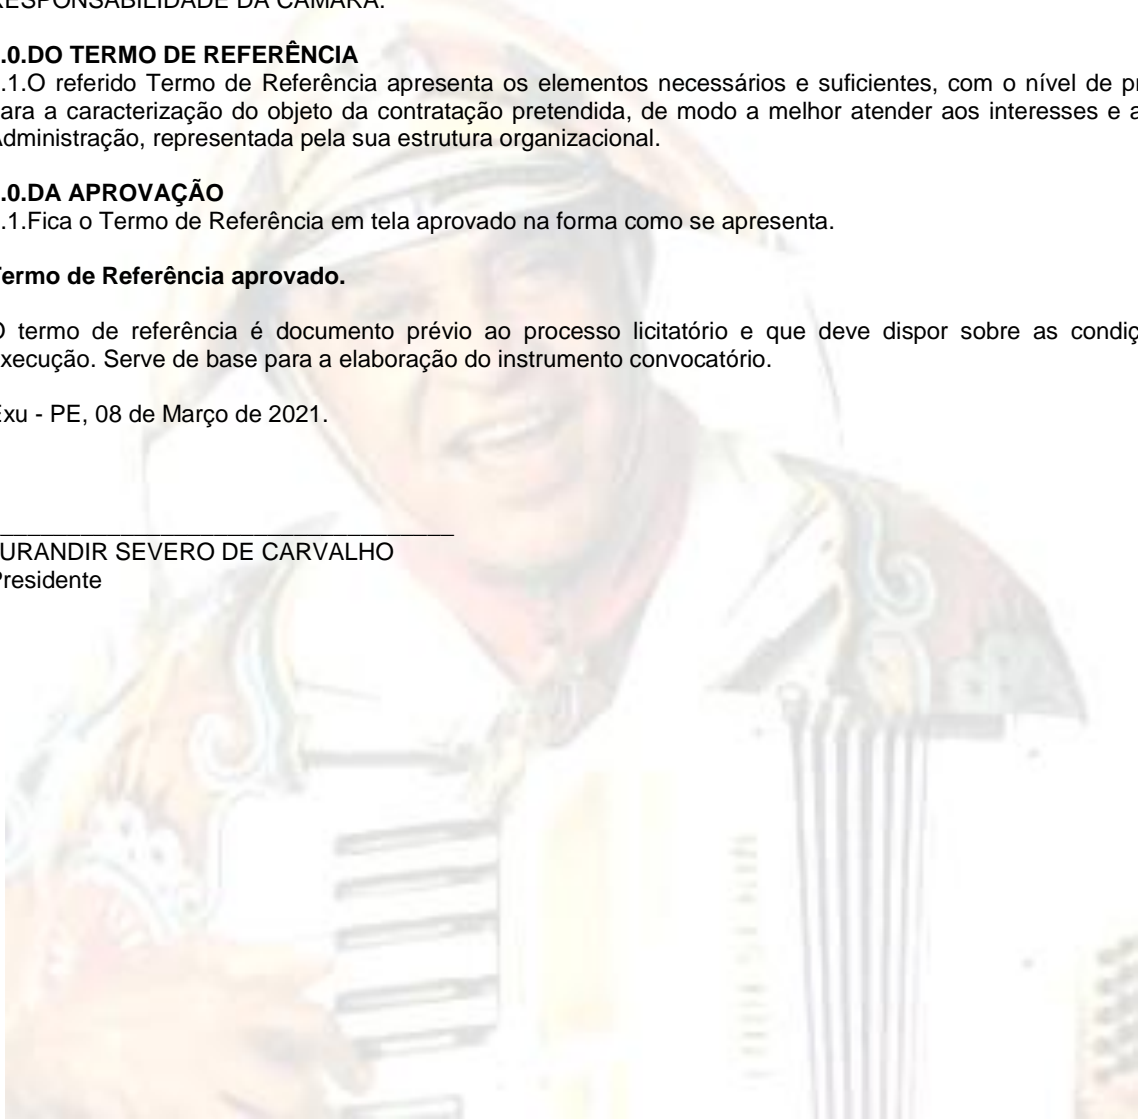 RESPONSABILIDADE DA CÂMARA.
.0.DO TERMO DE REFERÊNCIA
.1.O referido Termo de Referência apresenta os elementos necessários e suficientes, com o nível de pr
ara a caracterização do objeto da contratação pretendida, de modo a melhor atender aos interesses e a
Administração, representada pela sua estrutura organizacional.
.0.DA APROVAÇÃO
.1.Fica o Termo de Referência em tela aprovado na forma como se apresenta.
Termo de Referência aprovado.
O termo de referência é documento prévio ao processo licitatório e que deve dispor sobre as condiç
xecução. Serve de base para a elaboração do instrumento convocatório.
Exu - PE, 08 de Março de 2021.
URANDIR SEVERO DE CARVALHO
Presidente